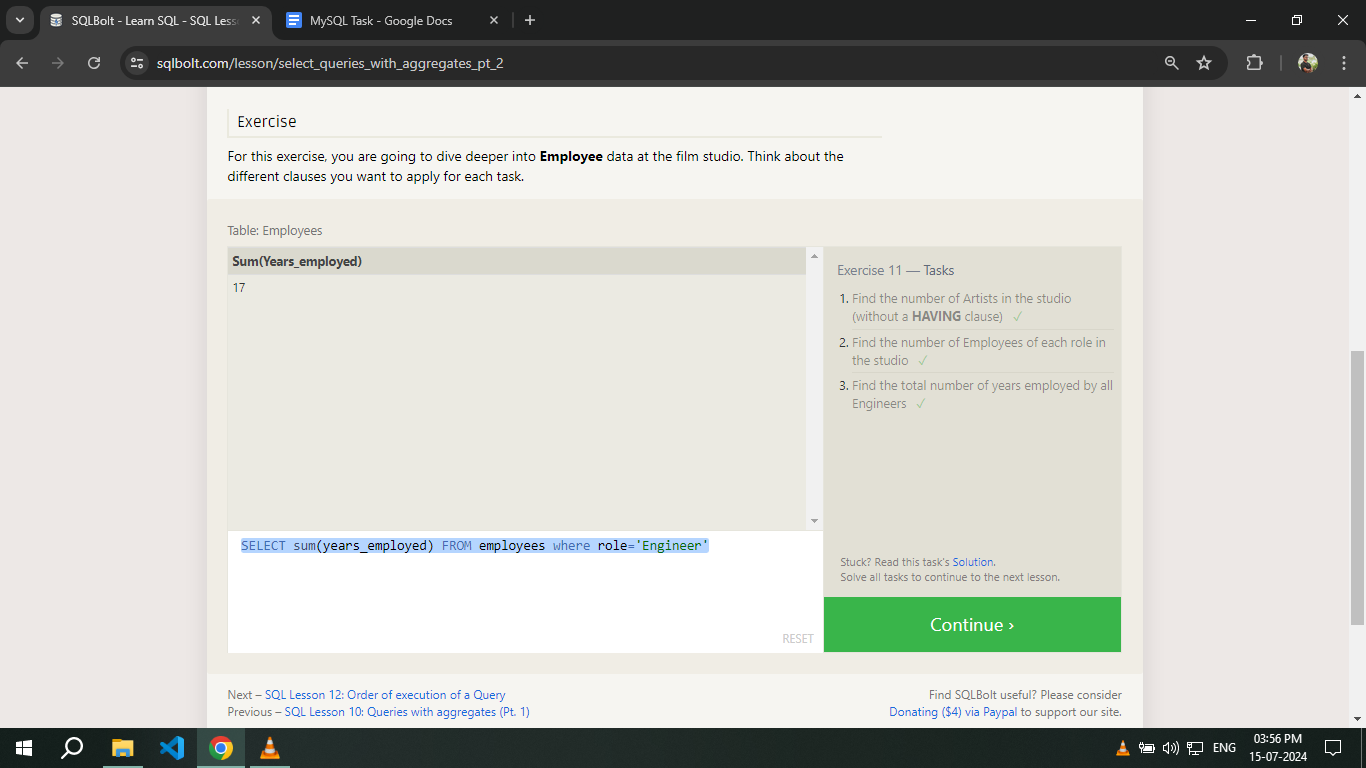 SQLBolt - Learn SQL - SQL Less
MySQL Task - Google Docs
sqlbolt.com/lesson/select_queries_with_aggregates_pt_2
Exercise
For this exercise, you are going to dive deeper into Employee data at the film studio. Think about the
different clauses you want to apply for each task.
Table: Employees
Sum(Years_employed)
17
SELECT sum(years_employed) FROM employees where role='Engineer'
RESET
Exercise 11 — Tasks
1. Find the number of Artists in the studio
(without a HAVING clause) ✓
2. Find the number of Employees of each role in
the studio ✓
3. Find the total number of years employed by all
Engineers ✓
Stuck? Read this task's Solution.
Solve all tasks to continue to the next lesson.
Continue ›
Next – SQL Lesson 12: Order of execution of a Query
Previous – SQL Lesson 10: Queries with aggregates (Pt. 1)
Find SQLBolt useful? Please consider
Donating ($4) via Paypal to support our site.
ENG
03:56 PM
15-07-2024